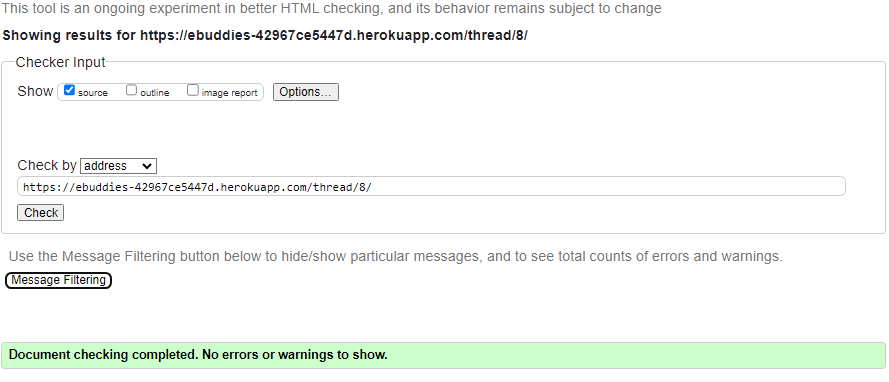 This tool is an ongoing experiment in better HTML checking, and its behavior remains subject to change
Showing results for https://ebuddies-42967ce5447d.herokuapp.com/thread/8/
Checker Input
Show source outline image report Options...
Check by address
https://ebuddies-42967ce5447d.herokuapp.com/thread/8/
Check
Use the Message Filtering button below to hide/show particular messages, and to see total counts of errors and warnings.
Message Filtering
Document checking completed. No errors or warnings to show.